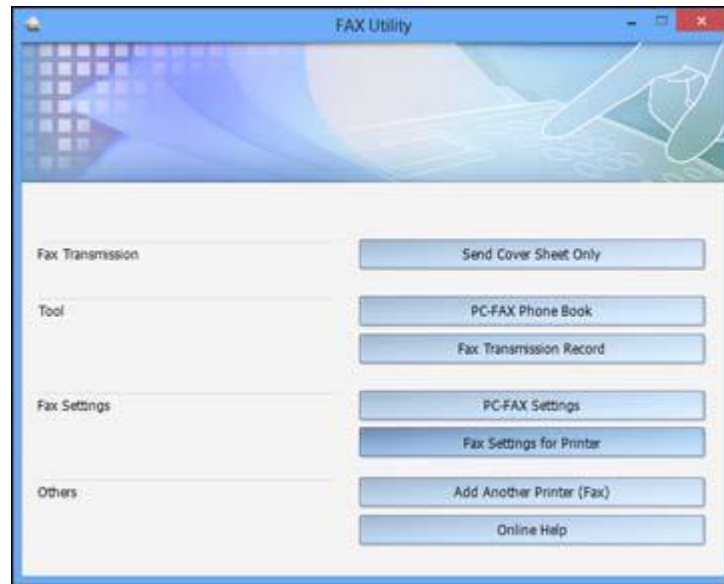 FAX Utility
Fax Transmission
Send Cover Sheet Only
Tool
PC-FAX Phone Book
Fax Transmission Record
Fax Settings
PC-FAX Settings
Fax Settings for Printer
Others
Add Another Printer (Fax)
Online Help